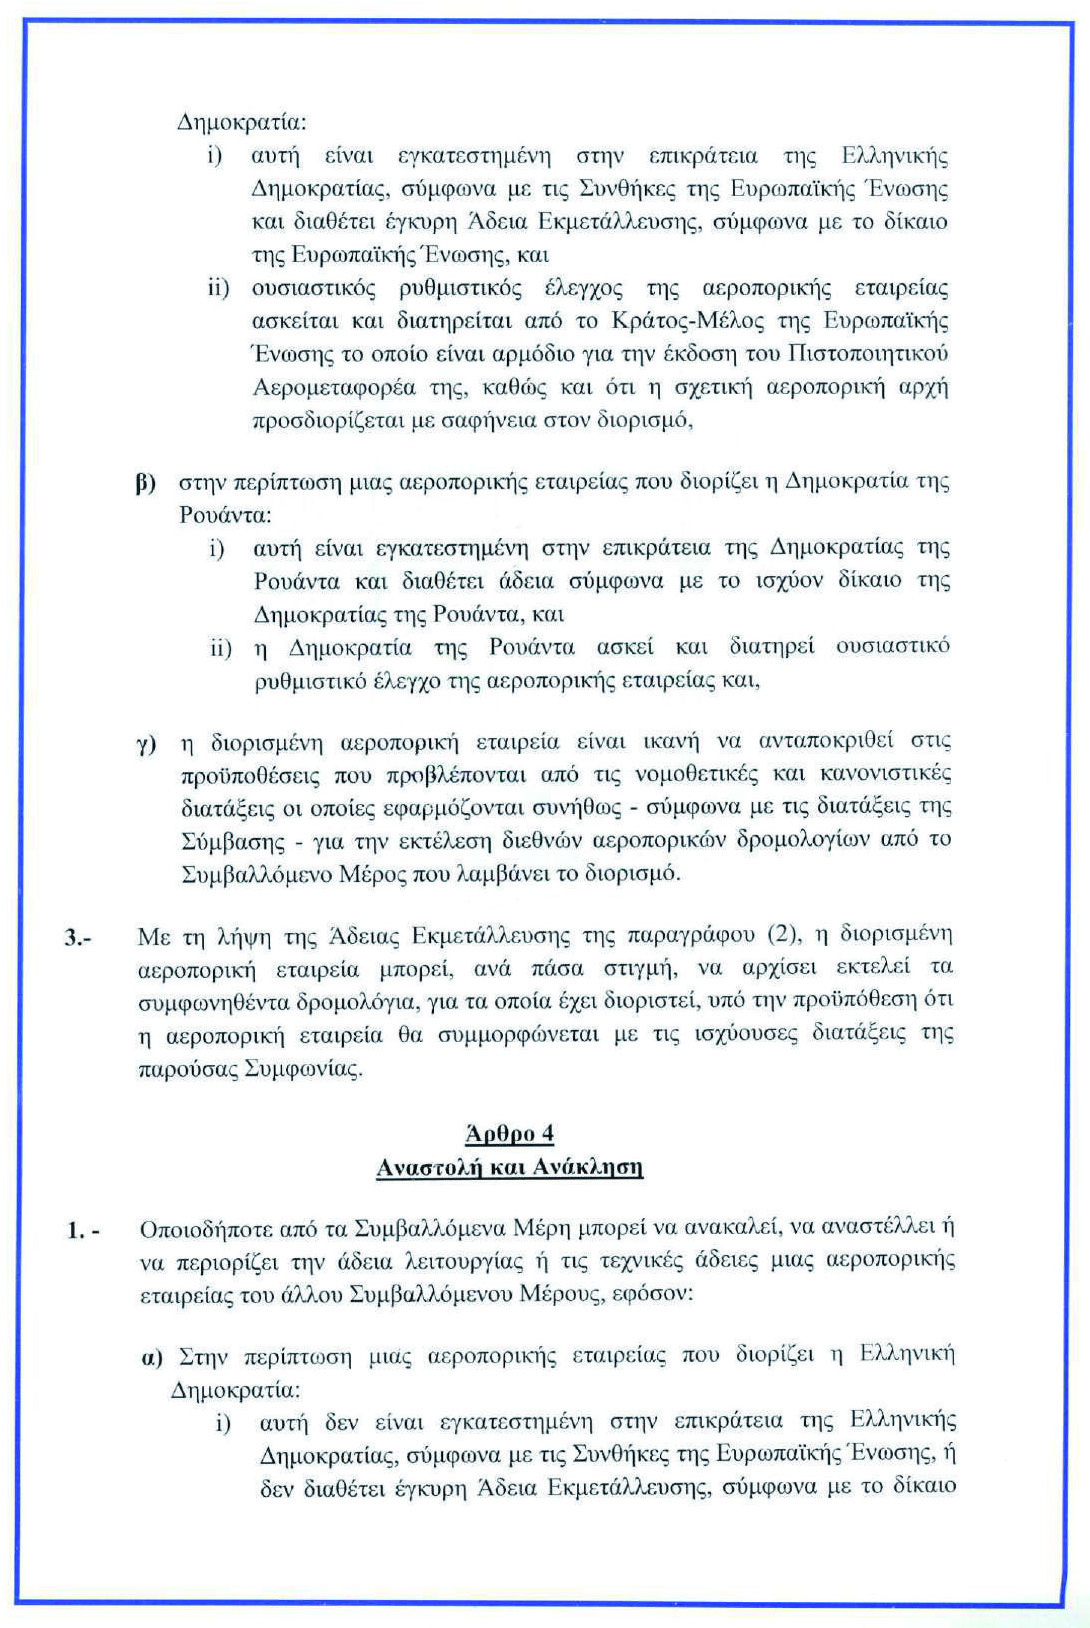 Δημοκρατία:
i) αυτή είναι εγκατεστημένη στην επικράτεια της Ελληνικής
Δημοκρατίας, σύμφωνα με τις Συνθήκες της Ευρωπαϊκής Ένωσης
και διαθέτει έγκυρη Άδεια Εκμετάλλευσης, σύμφωνα με το δίκαιο
της Ευρωπαϊκής Ένωσης, και
ii) ουσιαστικός ρυθμιστικός έλεγχος της αεροπορικής εταιρείας
ασκείται και διατηρείται από το Κράτος-Μέλος της Ευρωπαϊκής
Ένωσης το οποίο είναι αρμόδιο για την έκδοση του Πιστοποιητικού
Αερομεταφορέα της, καθώς και ότι η σχετική αεροπορική αρχή
προσδιορίζεται με σαφήνεια στον διορισμό,
β) στην περίπτωση μιας αεροπορικής εταιρείας που διορίζει η Δημοκρατία της
Ρουάντα:
i) αυτή είναι εγκατεστημένη στην επικράτεια της Δημοκρατίας της
Ρουάντα και διαθέτει άδεια σύμφωνα με το ισχύον δίκαιο της
Δημοκρατίας της Ρουάντα, και
ii) η Δημοκρατία της Ρουάντα ασκεί και διατηρεί ουσιαστικό
ρυθμιστικό έλεγχο της αεροπορικής εταιρείας και,
γ) η διορισμένη αεροπορική εταιρεία είναι ικανή να ανταποκριθεί στις
προϋποθέσεις που προβλέπονται από τις νομοθετικές και κανονιστικές
διατάξεις οι οποίες εφαρμόζονται συνήθως - σύμφωνα με τις διατάξεις της
Σύμβασης - για την εκτέλεση διεθνών αεροπορικών δρομολογίων από το
Συμβαλλόμενο Μέρος που λαμβάνει το διορισμό.
3.- Με τη λήψη της Άδειας Εκμετάλλευσης της παραγράφου (2), η διορισμένη
αεροπορική εταιρεία μπορεί, ανά πάσα στιγμή, να αρχίσει εκτελεί τα
συμφωνηθέντα δρομολόγια, για τα οποία έχει διοριστεί, υπό την προϋπόθεση ότι
η αεροπορική εταιρεία θα συμμορφώνεται με τις ισχύουσες διατάξεις της
παρούσας Συμφωνίας.
Άρθρο 4
Αναστολή και Ανάκληση
1. - Οποιοδήποτε από τα Συμβαλλόμενα Μέρη μπορεί να ανακαλεί, να αναστέλλει ή
να περιορίζει την άδεια λειτουργίας ή τις τεχνικές άδειες μιας αεροπορικής
εταιρείας του άλλου Συμβαλλόμενου Μέρους, εφόσον:
α) Στην περίπτωση μιας αεροπορικής εταιρείας που διορίζει η Ελληνική
Δημοκρατία:
i) αυτή δεν είναι εγκατεστημένη στην επικράτεια της Ελληνικής
Δημοκρατίας, σύμφωνα με τις Συνθήκες της Ευρωπαϊκής Ένωσης, ή
δεν διαθέτει έγκυρη Άδεια Εκμετάλλευσης, σύμφωνα με το δίκαιο